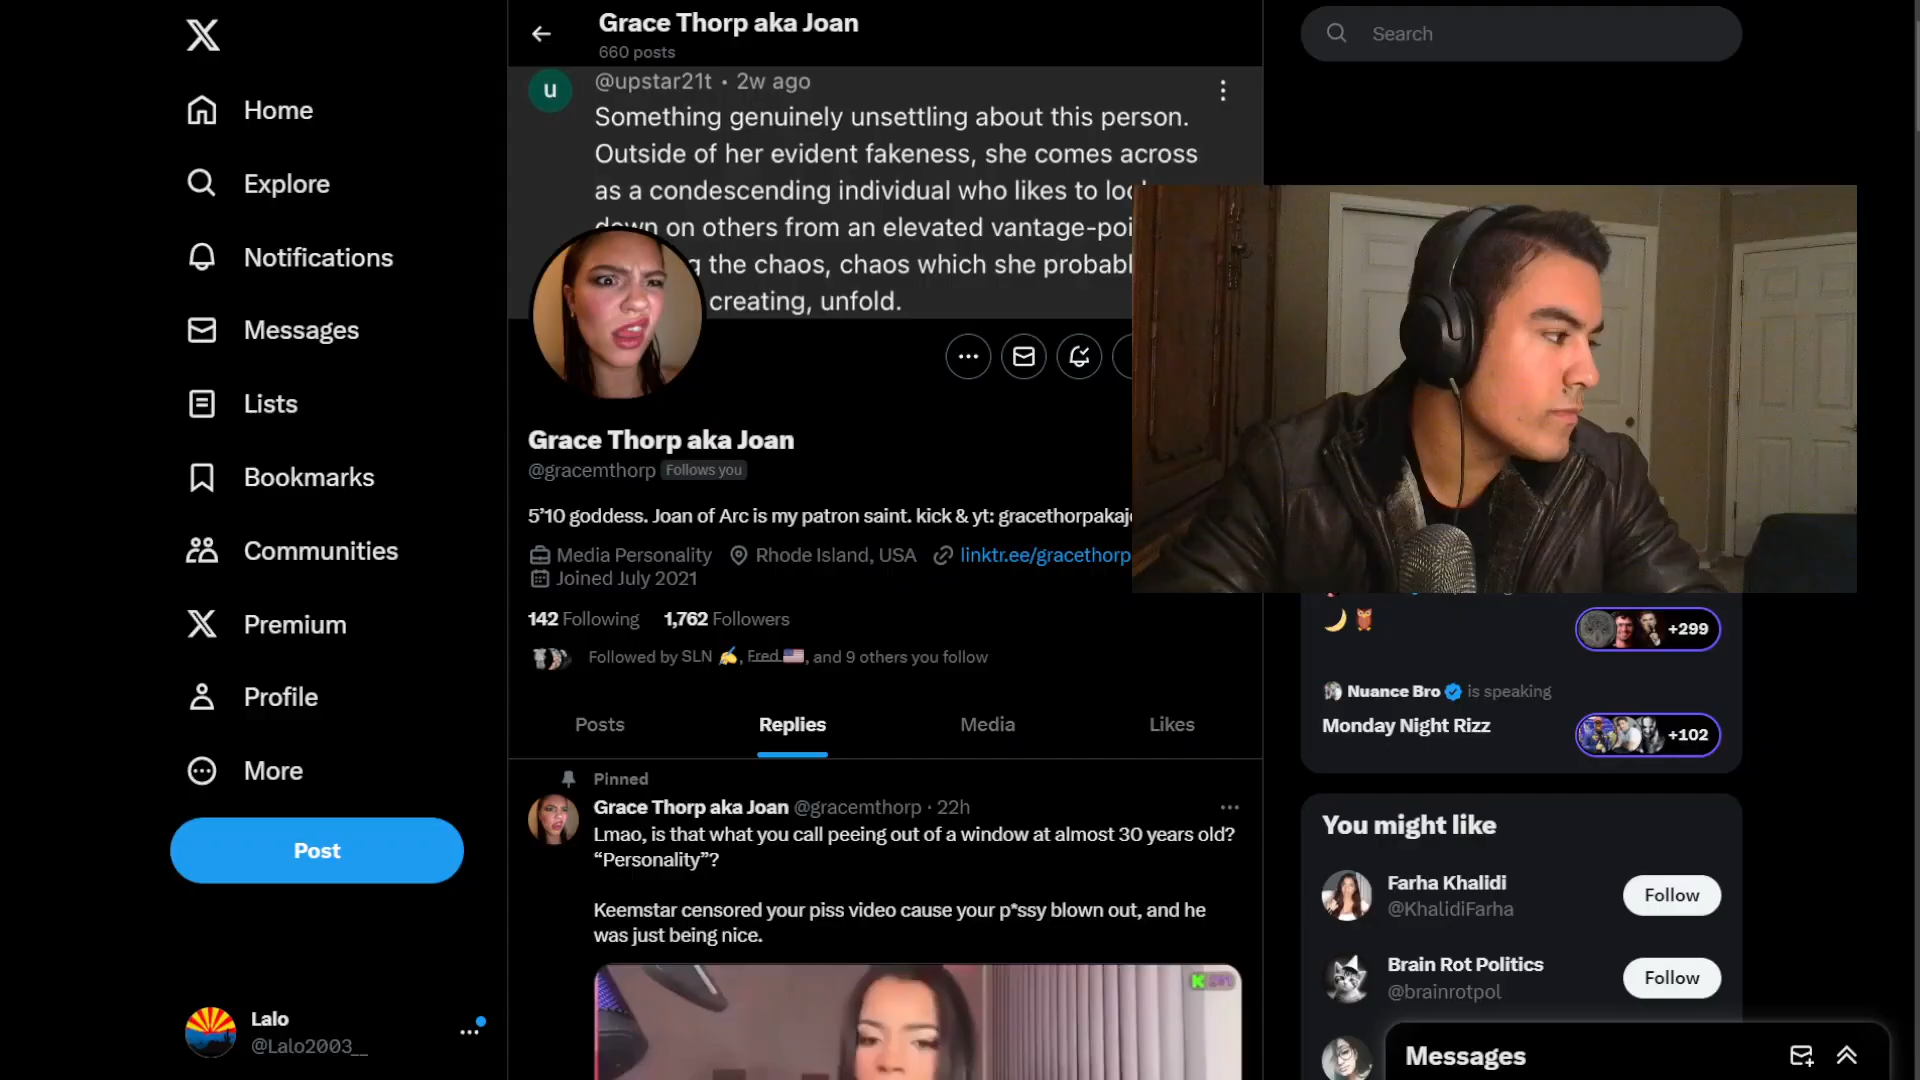 Home
Explore
Notifications
Messages
Lists
Bookmarks
Communities
Premium
Profile
More
Post
Lalo
@Lalo2003__
Grace Thorp aka Joan
660 posts
u
@upstar21t · 2w ago
Something genuinely unsettling about this person.
Outside of her evident fakeness, she comes across
as a condescending individual who likes to
down on others from an elevated
the chaos, chaos which she
creating, unfold.
Grace Thorp aka Joan
@gracemthorp Follows you
5'10 goddess. Joan of Arc is my patron saint. kick & yt:
Media Personality Rhode Island, USA linktr.ee/gracethorp
Joined July 2021
142 Following 1,762 Followers
Followed by SLN ✍, Fred 🇺🇸, and 9 others you follow
Posts Replies Media Likes
Pinned
Grace Thorp aka Joan @gracemthorp · 22h
Lmao, is that what you call peeing out of a window at almost 30 years old?
“Personality”?
Keemstar censored your piss video cause your p*ssy blown out, and he
was just being nice.
Search
🌙 🦉
+299
Nuance Bro is speaking
Monday Night Rizz
+102
You might like
Farha Khalidi
@KhalidiFarha
Follow
Brain Rot Politics
@brainrotpol
Follow
Messages